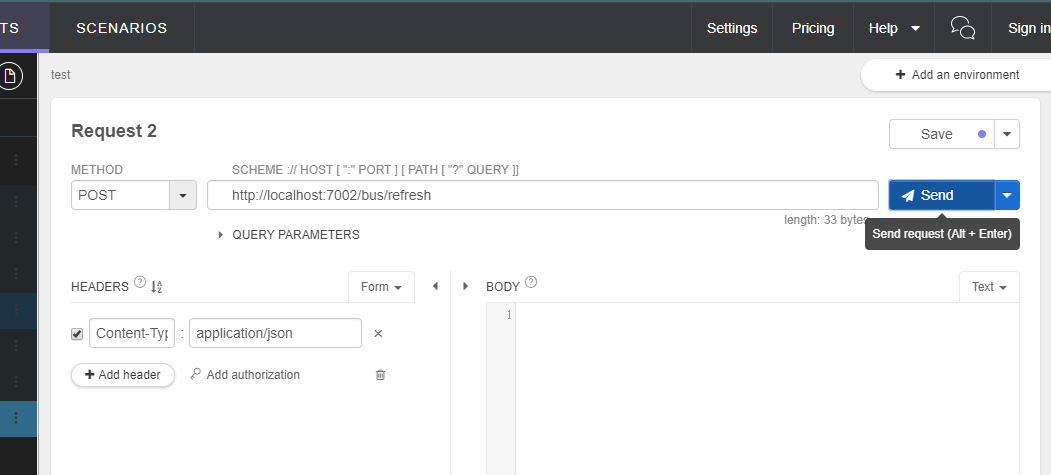 TS SCENARIOS Settings Pricing Help Sign in
test + Add an environment
Request 2
Save
METHOD SCHEME :// HOST [ ":" PORT ] [ PATH [ "?" QUERY ]]
POST http://localhost:7002/bus/refresh Send
length: 33 bytes
Send request (Alt + Enter)
QUERY PARAMETERS
HEADERS ? Form BODY ? Text
1
Content-Typ : application/json ×
+ Add header Add authorization